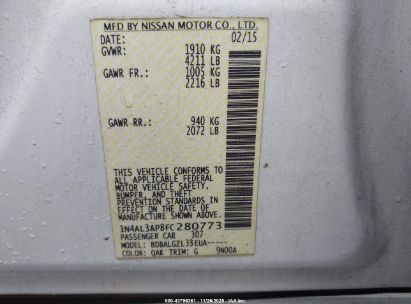 MFD BY NISSAN MOTOR CO., LTD
DATE: 02/15
GVWR: 1910 KG
4211 LB
GAWR FR.: 1005 KG
2216 LB
GAWR RR.: 940 KG
2072 LB
THIS VEHICLE CONFORMS TO
ALL APPLICABLE FEDERAL
MOTOR VEHICLE SAFETY,
BUMPER, AND THEFT
PREVENTION STANDARDS IN
EFFECT ON THE DATE OF
MANUFACTURE SHOWN ABOVE.
1N4AL3AP8FC280773
PASSENGER CAR 307
MODEL: BDBALGZL33EUA-----
COLOR: QAK TRIM: G 9N00A